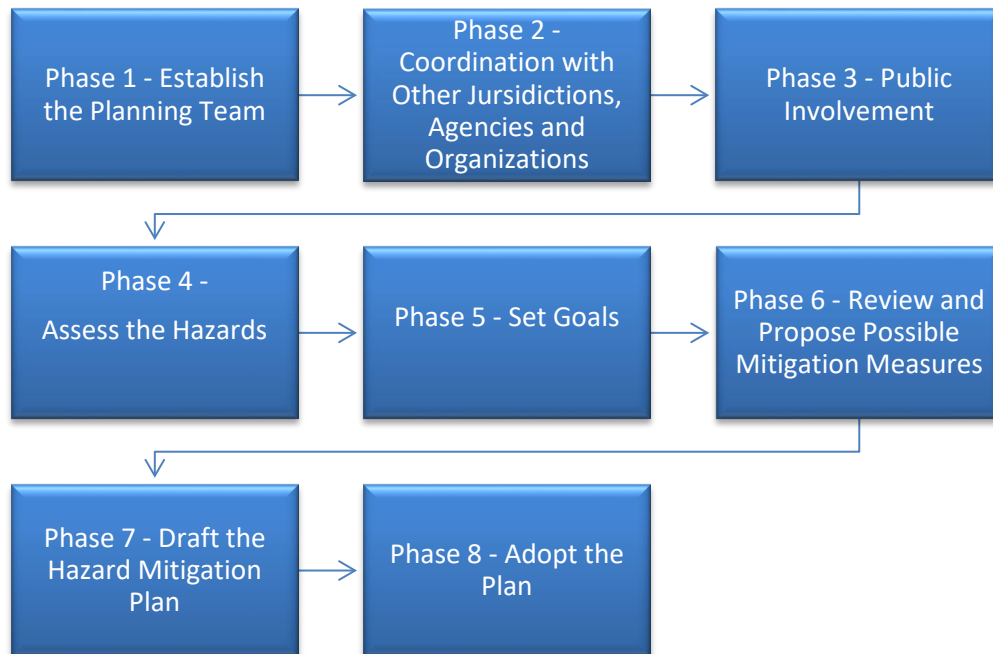 Phase 1 - Establish
the Planning Team
Phase 2 -
Coordination with
Other Jursidictions,
Agencies and
Organizations
Phase 3 - Public
Involvement
Phase 4 -
Assess the Hazards
Phase 5 - Set Goals
Phase 6 - Review and
Propose Possible
Mitigation Measures
Phase 7 - Draft the
Hazard Mitigation
Plan
Phase 8 - Adopt the
Plan